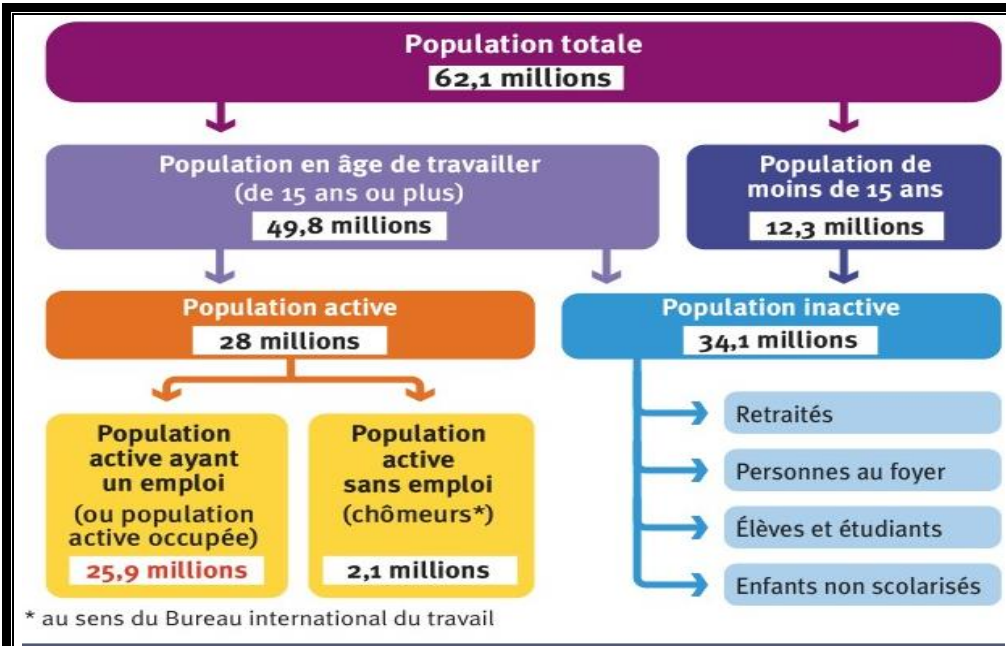 Population totale
62,1 millions
Population en âge de travailler
(de 15 ans ou plus)
49,8 millions
Population de
moins de 15 ans
12,3 millions
Population active
28 millions
Population inactive
34,1 millions
Population
active ayant
un emploi
(ou population
active occupée)
25,9 millions
Population
active
sans emploi
(chômeurs*)
2,1 millions
Retraités
Personnes au foyer
Élèves et étudiants
Enfants non scolarisés
* au sens du Bureau international du travail